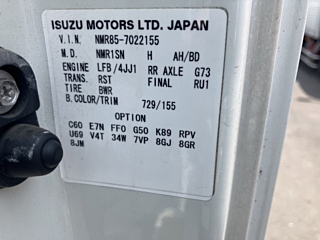 ISUZU MOTORS LTD. JAPAN
V.I.N. NMR85-7022155
M.D. NMR1SN H AH/BD
ENGINE LFB/4JJ1 RR AXLE G73
TRANS. RST FINAL RU1
TIRE BWR
B.COLOR/TRIM 729/155
OPTION
C60 E7N FF0 G50 K89 RPV
U69 V4T 34W 7VP 8GJ 8GR
8JM